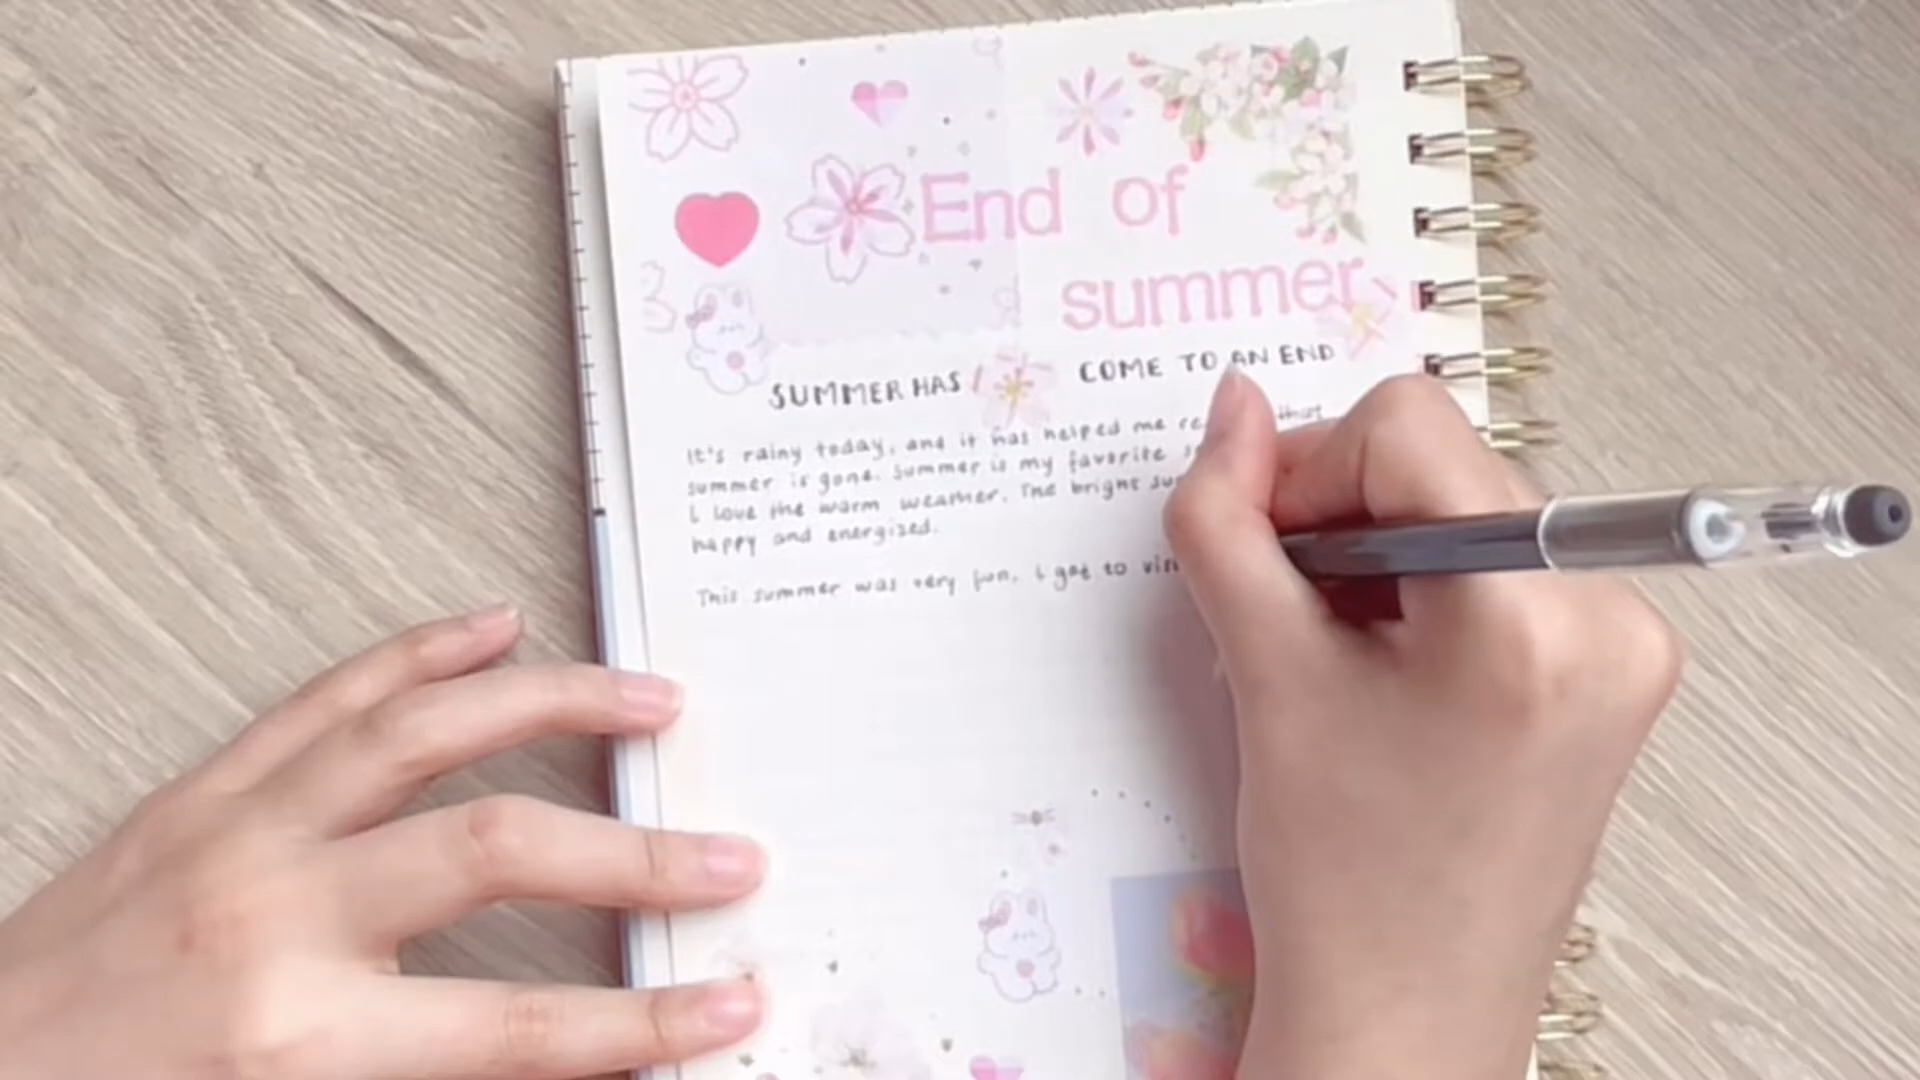 End of
summer
SUMMER HAS COME TO AN END
It's rainy today, and it has helped me that
summer is gone. Summer is my favorite
I love the warm weather. The bright
happy and energized.
This summer was very fun. I got to